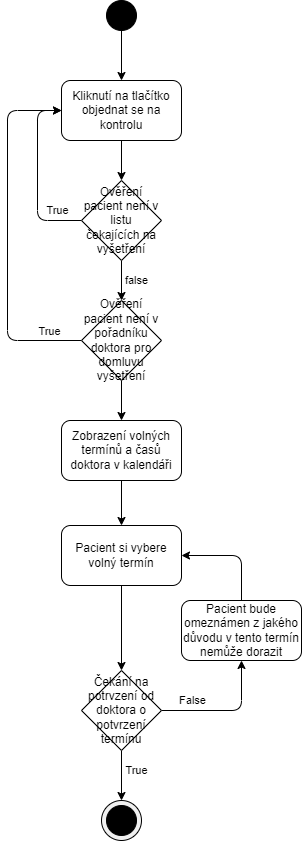 Kliknutí na tlačítko
objednat se na
kontrolu
Ověření
pacient není v
listu
čekajících na
vyšetření
True
false
Ověření
pacient není v
pořadníku
doktora pro
domluvu
vyšetření
True
Zobrazení volných
termínů a časů
doktora v kalendáři
Pacient si vybere
volný termín
Pacient bude
omeznámen z jakého
důvodu v tento termín
nemůže dorazit
Čekání na
potrvzení od
doktora o
potvrzení
termínu
False
True